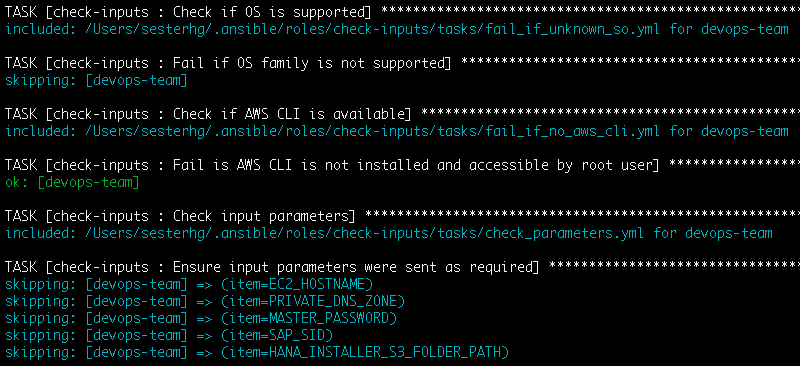 TASK [check-inputs : Check if OS is supported] ****************************************************
included: /Users/sesterhg/.ansible/roles/check-inputs/tasks/fail_if_unknown_so.yml for devops-team
TASK [check-inputs : Fail if OS family is not supported] ******************************************
skipping: [devops-team]
TASK [check-inputs : Check if AWS CLI is available] ***********************************************
included: /Users/sesterhg/.ansible/roles/check-inputs/tasks/fail_if_no_aws_cli.yml for devops-team
TASK [check-inputs : Fail is AWS CLI is not installed and accessible by root user] ****************
ok: [devops-team]
TASK [check-inputs : Check input parameters] ******************************************************
included: /Users/sesterhg/.ansible/roles/check-inputs/tasks/check_parameters.yml for devops-team
TASK [check-inputs : Ensure input parameters were sent as required] *******************************
skipping: [devops-team] => (item=EC2_HOSTNAME)
skipping: [devops-team] => (item=PRIVATE_DNS_ZONE)
skipping: [devops-team] => (item=MASTER_PASSWORD)
skipping: [devops-team] => (item=SAP_SID)
skipping: [devops-team] => (item=HANA_INSTALLER_S3_FOLDER_PATH)